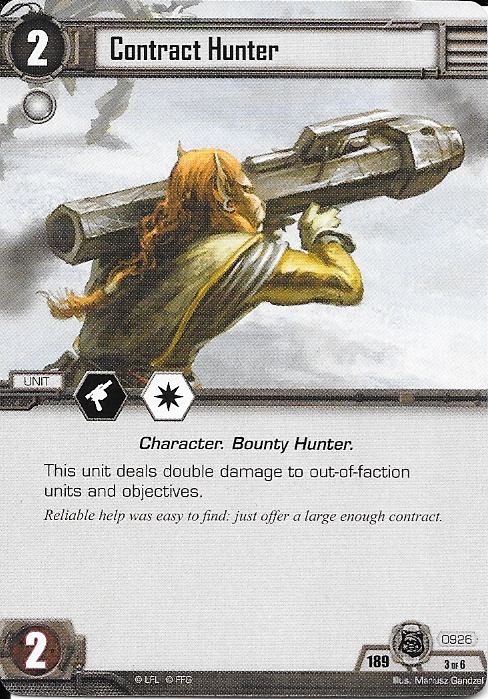 2
Contract Hunter
UNIT
Character. Bounty Hunter.
This unit deals double damage to out-of-faction
units and objectives.
Reliable help was easy to find: just offer a large enough contract.
2
189
0926
3 OF 6
© LFL © FFG
Illus. Mariusz Gandzel